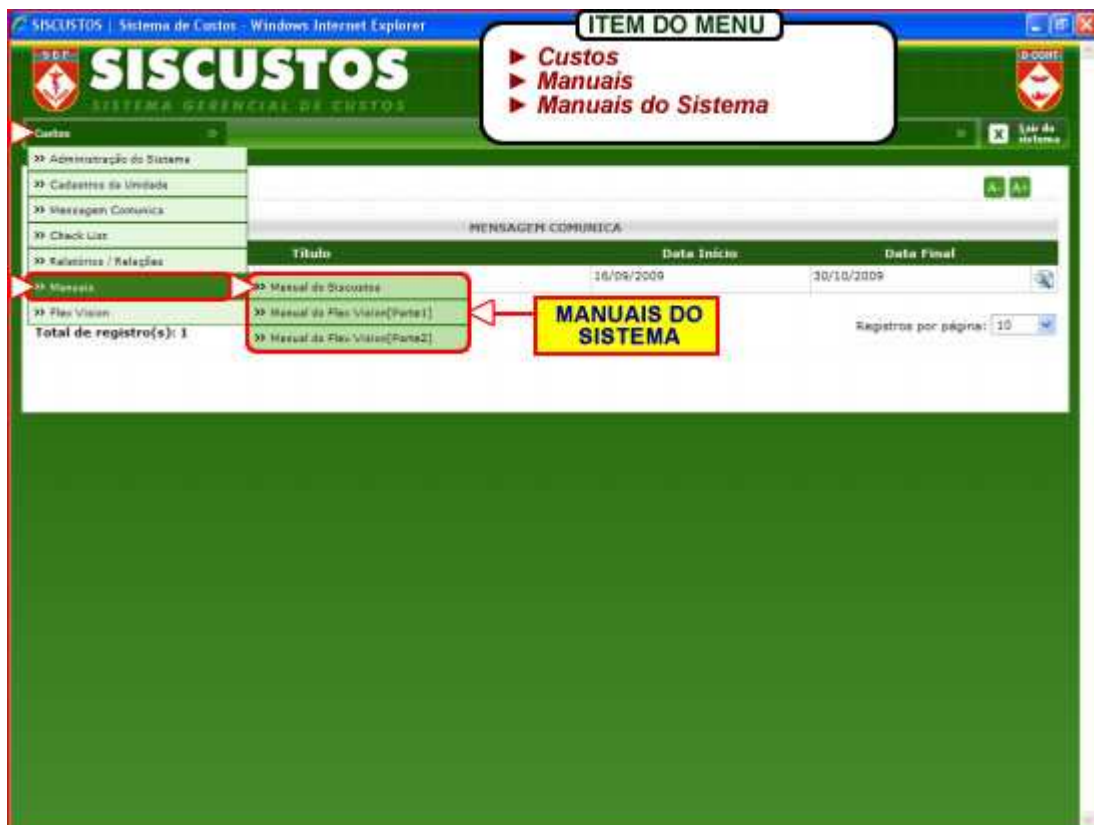 SISCUSTOS | Sistema de Custos - Windows Internet Explorer
ITEM DO MENU
► Custos
► Manuais
► Manuais do Sistema
SDP
SISCUSTOS
SISTEMA GERENCIAL DE CUSTOS
D CONT
Custos »
» X Sair do sistema
» Administração do Sistema
» Cadastros da Unidade
A- A+
» Mensagem Comunica
MENSAGEM COMUNICA
» Check List
Título Data Início Data Final
» Relatórios / Relações
16/09/2009 30/10/2009
» Manuais
» Manual do Siscustos
» Flex Vision
» Manual do Flex Vision[Parte1]
MANUAIS DO
SISTEMA
Total de registro(s): 1
» Manual do Flex Vision[Parte2]
Registros por página: 10